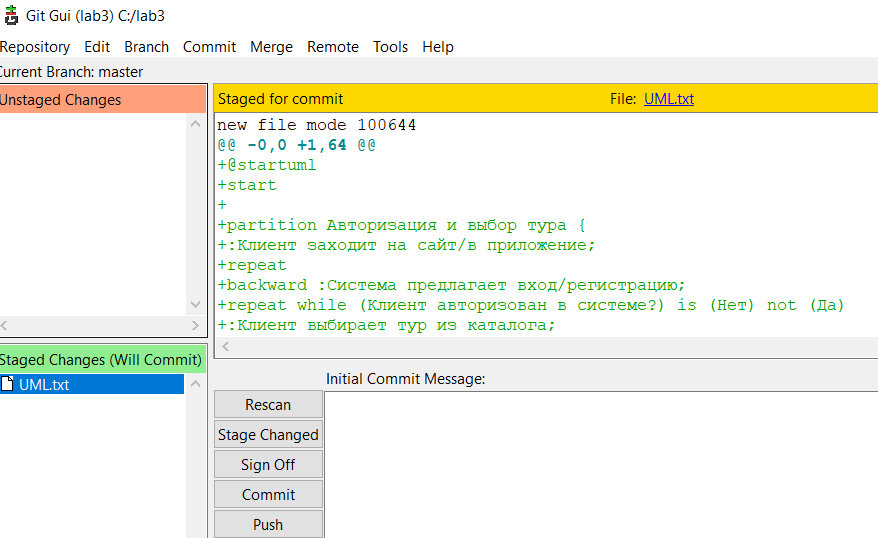 Git Gui (lab3) C:/lab3
Repository Edit Branch Commit Merge Remote Tools Help
Current Branch: master
Unstaged Changes
Staged for commit File: UML.txt
new file mode 100644
@@ -0,0 +1,64 @@
+@startuml
+start
+
+partition Авторизация и выбор тура {
+:Клиент заходит на сайт/в приложение;
+repeat
+backward :Система предлагает вход/регистрацию;
+repeat while (Клиент авторизован в системе?) is (Нет) not (Да)
+:Клиент выбирает тур из каталога;
Staged Changes (Will Commit)
UML.txt
Initial Commit Message:
Rescan
Stage Changed
Sign Off
Commit
Push